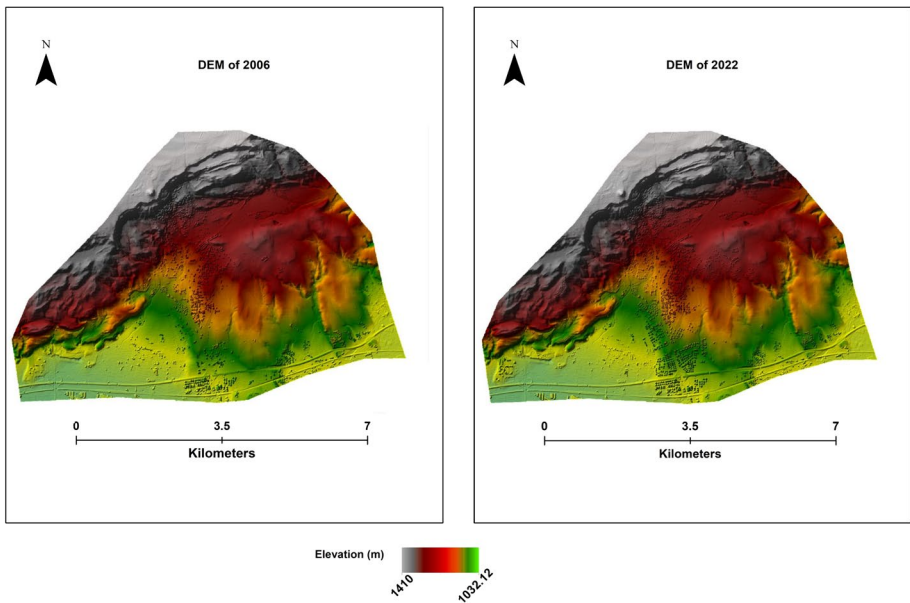 N
DEM of 2006
0 3.5 7
Kilometers
N
DEM of 2022
0 3.5 7
Kilometers
Elevation (m)
1410 1032.12